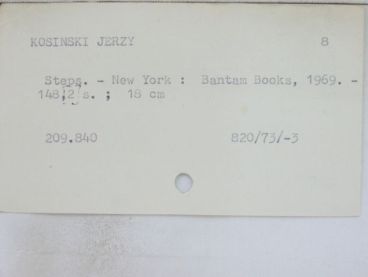 KOSINSKI JERZY 8
Steps. - New York : Bantam Books, 1969. -
148,[2] s. ; 18 cm
209.840 820/73/-3